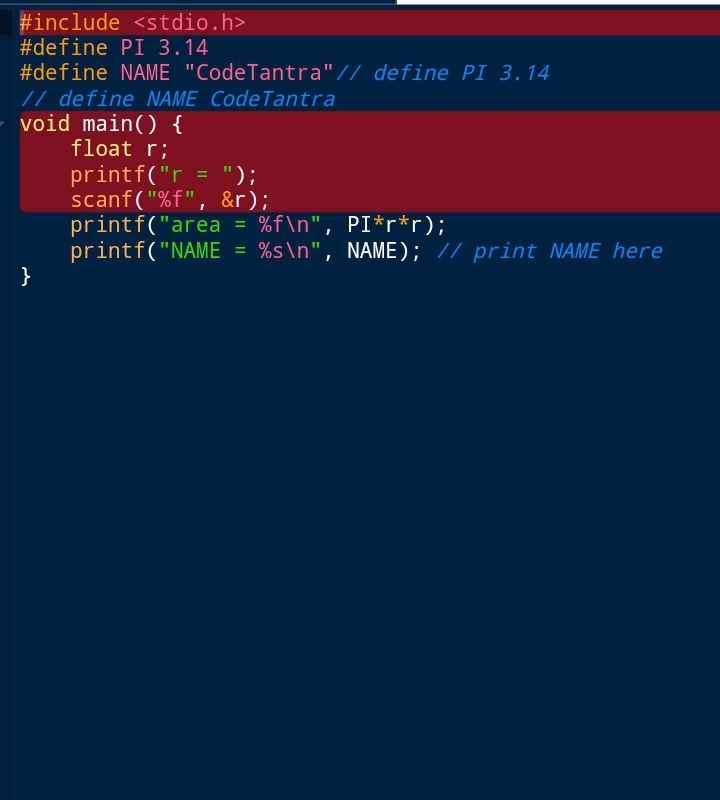 #include <stdio.h>
#define PI 3.14
#define NAME "CodeTantra"// define PI 3.14
// define NAME CodeTantra
void main() {
    float r;
    printf("r = ");
    scanf("%f", &r);
    printf("area = %f\n", PI*r*r);
    printf("NAME = %s\n", NAME); // print NAME here
}